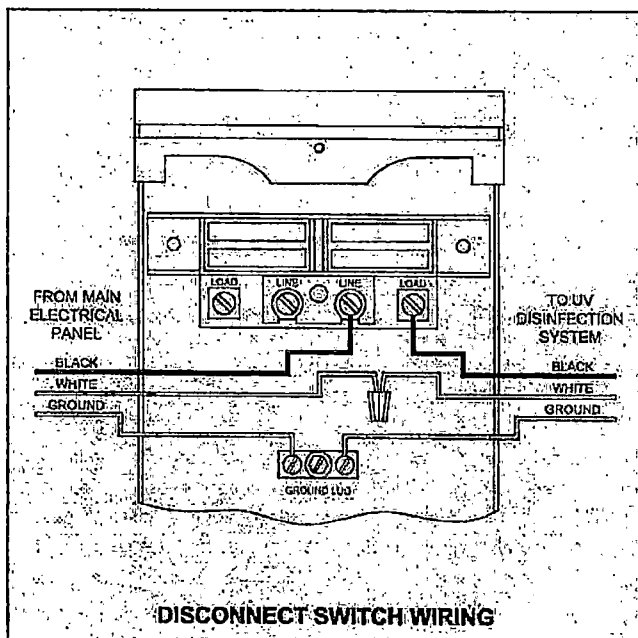 LOAD LINE LINE LOAD
FROM MAIN
ELECTRICAL
PANEL
TO UV
DISINFECTION
SYSTEM
BLACK BLACK
WHITE WHITE
GROUND GROUND
GROUND LUG
DISCONNECT SWITCH WIRING